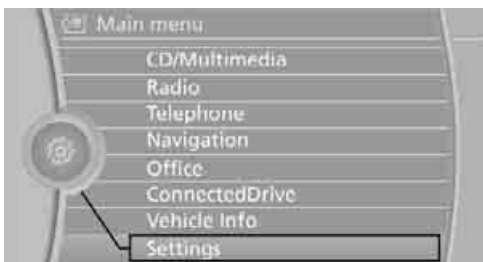 Main menu
CD/Multimedia
Radio
Telephone
Navigation
Office
ConnectedDrive
Vehicle Info
Settings